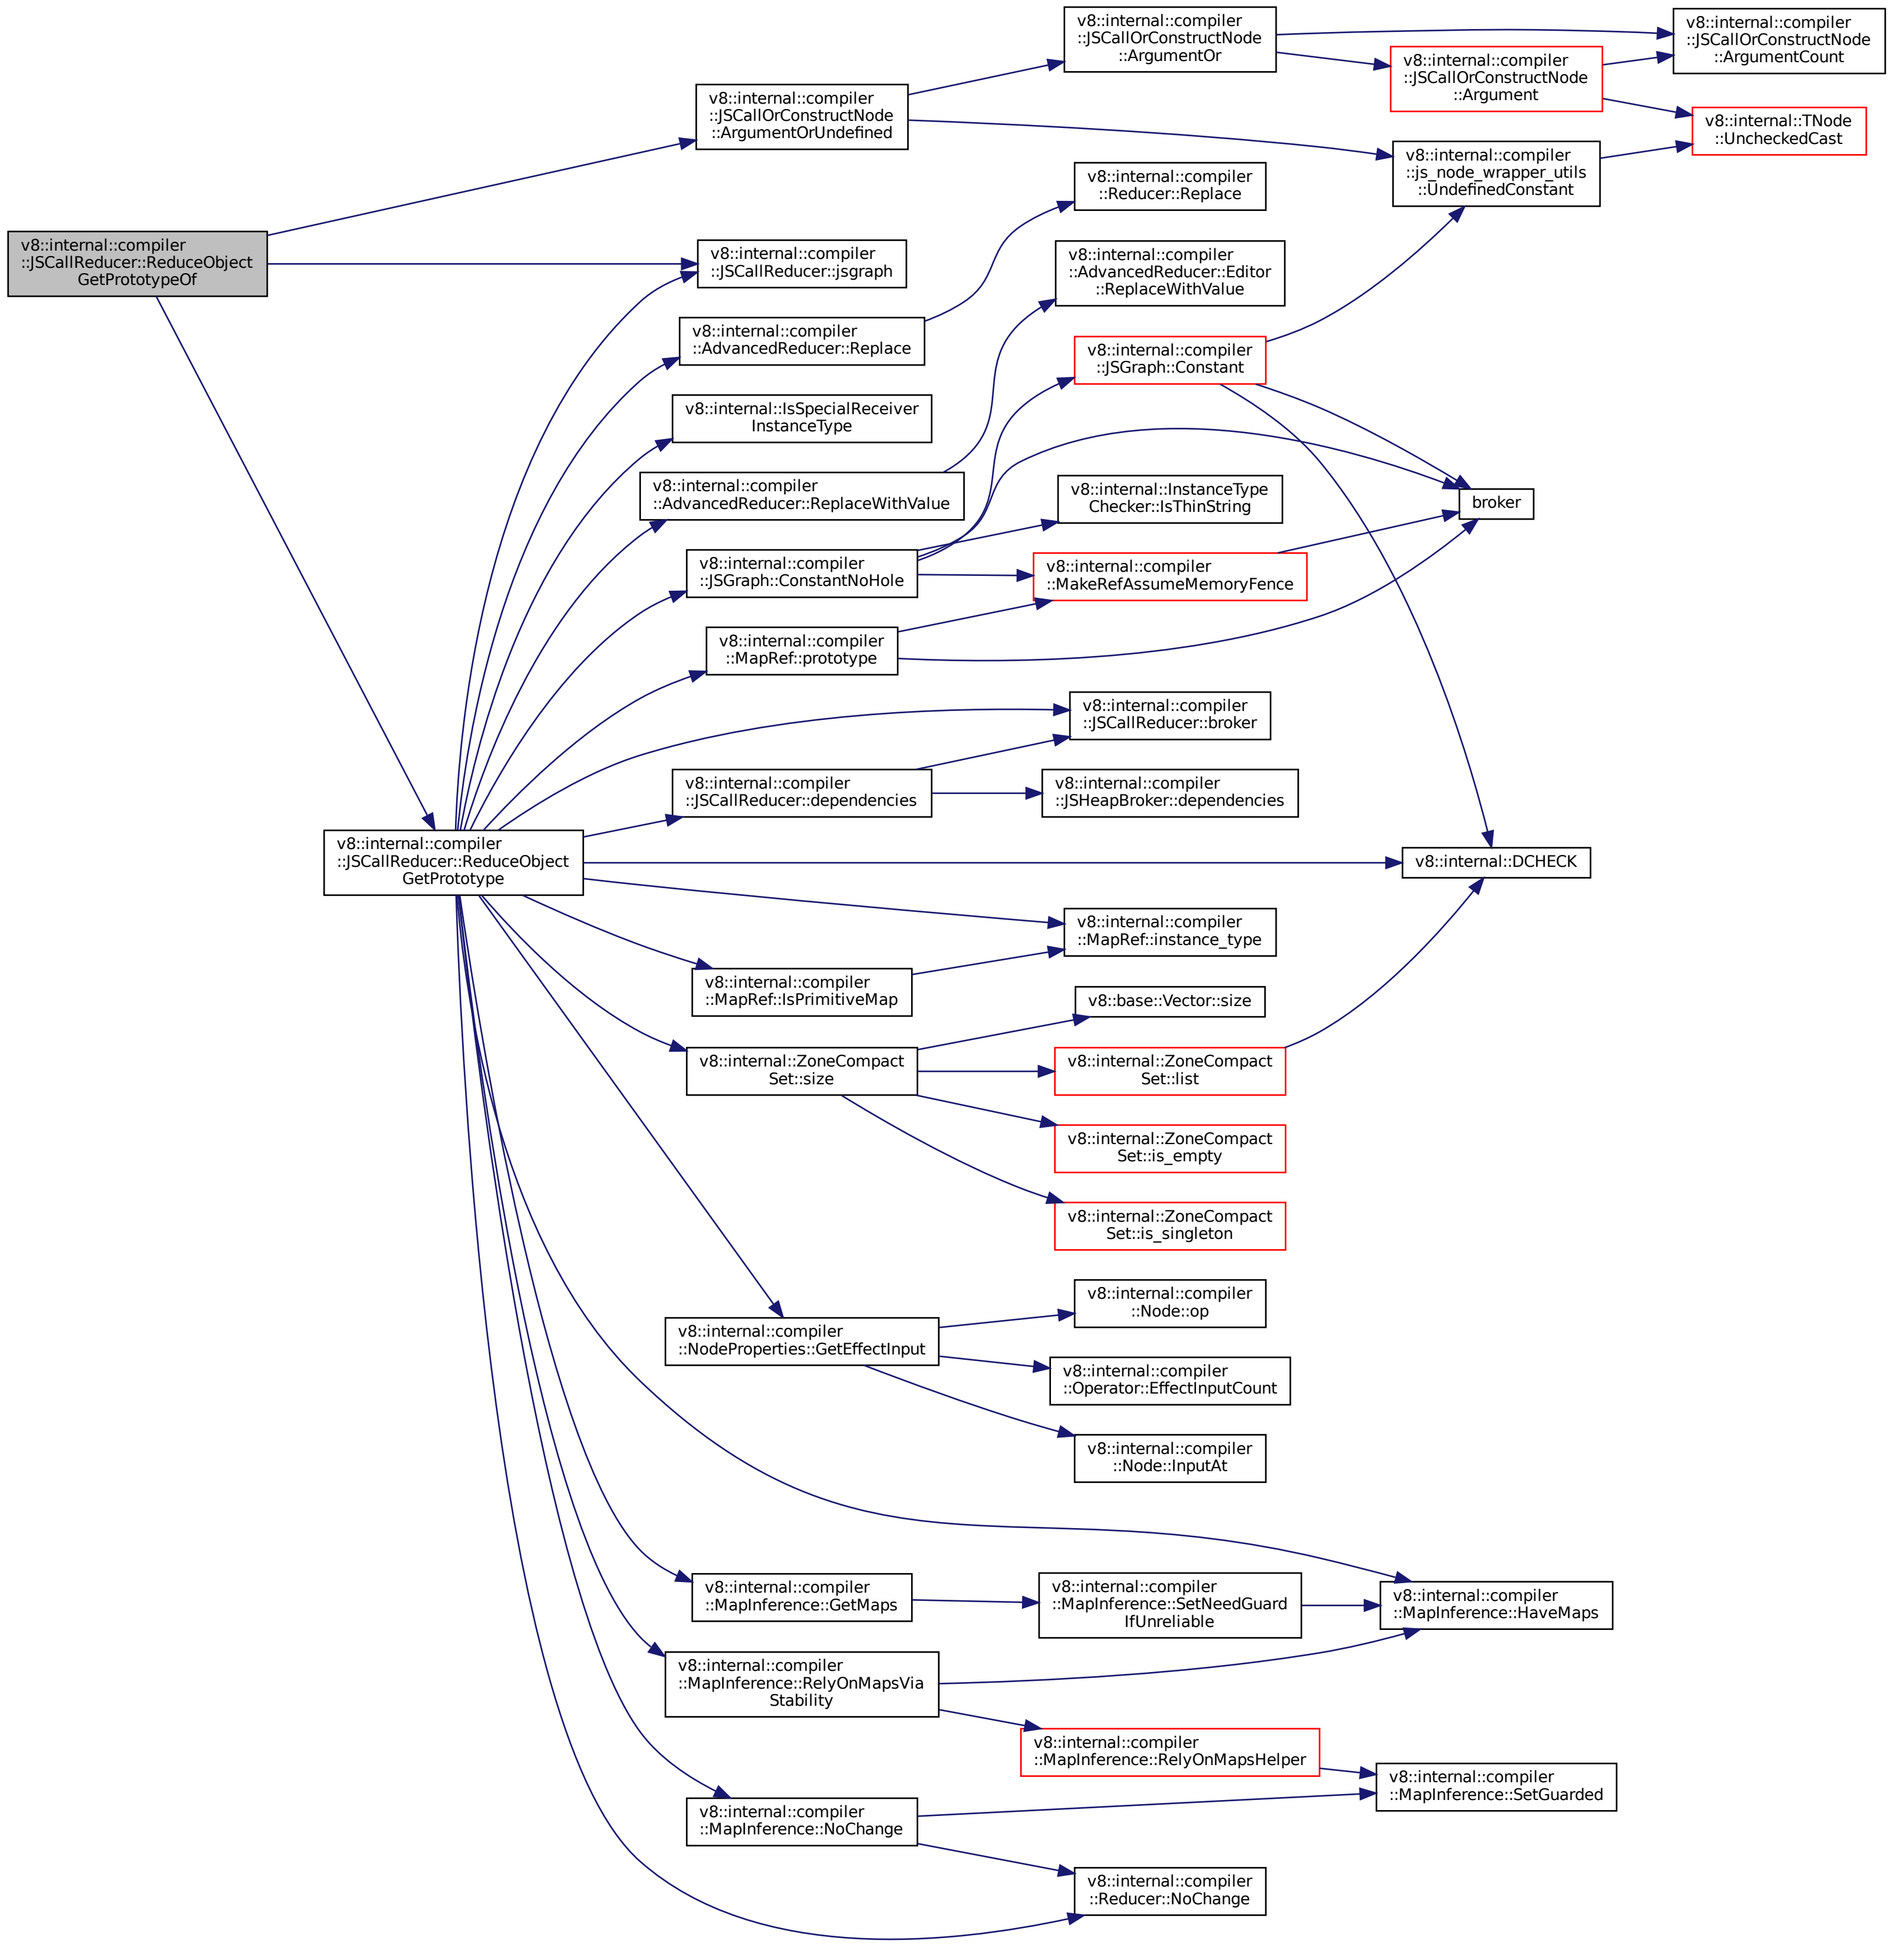 v8::internal::compiler
::JSCallReducer::ReduceObject
GetPrototypeOf
v8::internal::compiler
::JSCallOrConstructNode
::ArgumentOrUndefined
v8::internal::compiler
::JSCallOrConstructNode
::ArgumentOr
v8::internal::compiler
::JSCallOrConstructNode
::ArgumentCount
v8::internal::compiler
::JSCallOrConstructNode
::Argument
v8::internal::TNode
::UncheckedCast
v8::internal::compiler
::js_node_wrapper_utils
::UndefinedConstant
v8::internal::compiler
::Reducer::Replace
v8::internal::compiler
::JSCallReducer::jsgraph
v8::internal::compiler
::AdvancedReducer::Editor
::ReplaceWithValue
v8::internal::compiler
::AdvancedReducer::Replace
v8::internal::compiler
::JSGraph::Constant
v8::internal::IsSpecialReceiver
InstanceType
v8::internal::compiler
::AdvancedReducer::ReplaceWithValue
v8::internal::InstanceType
Checker::IsThinString
broker
v8::internal::compiler
::JSGraph::ConstantNoHole
v8::internal::compiler
::MakeRefAssumeMemoryFence
v8::internal::compiler
::MapRef::prototype
v8::internal::compiler
::JSCallReducer::broker
v8::internal::compiler
::JSCallReducer::dependencies
v8::internal::compiler
::JSHeapBroker::dependencies
v8::internal::compiler
::JSCallReducer::ReduceObject
GetPrototype
v8::internal::DCHECK
v8::internal::compiler
::MapRef::instance_type
v8::internal::compiler
::MapRef::IsPrimitiveMap
v8::base::Vector::size
v8::internal::ZoneCompact
Set::size
v8::internal::ZoneCompact
Set::list
v8::internal::ZoneCompact
Set::is_empty
v8::internal::ZoneCompact
Set::is_singleton
v8::internal::compiler
::Node::op
v8::internal::compiler
::NodeProperties::GetEffectInput
v8::internal::compiler
::Operator::EffectInputCount
v8::internal::compiler
::Node::InputAt
v8::internal::compiler
::MapInference::GetMaps
v8::internal::compiler
::MapInference::SetNeedGuard
IfUnreliable
v8::internal::compiler
::MapInference::HaveMaps
v8::internal::compiler
::MapInference::RelyOnMapsVia
Stability
v8::internal::compiler
::MapInference::RelyOnMapsHelper
v8::internal::compiler
::MapInference::SetGuarded
v8::internal::compiler
::MapInference::NoChange
v8::internal::compiler
::Reducer::NoChange